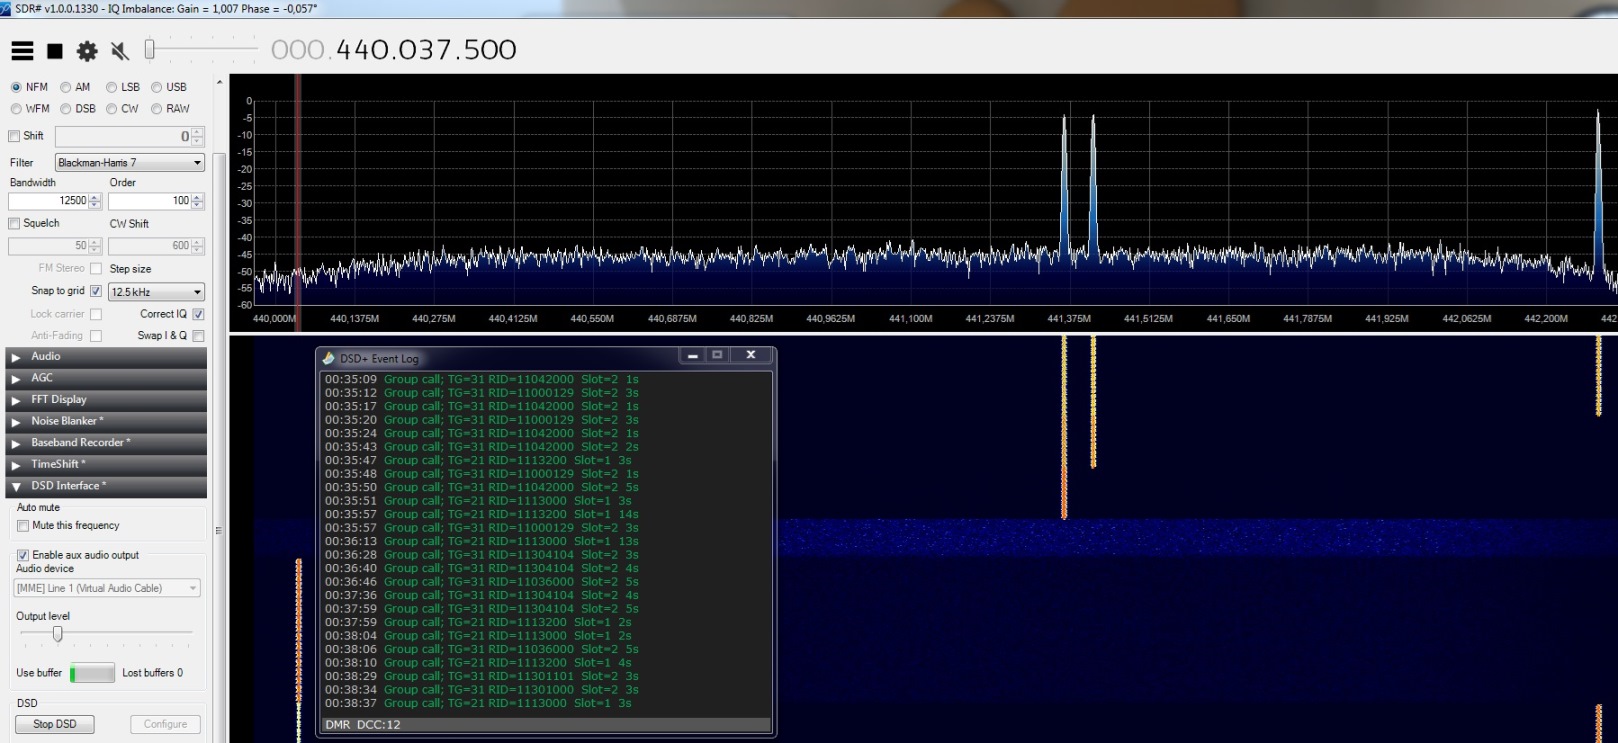 SDR# v1.0.0.1330 - IQ Imbalance: Gain = 1,007 Phase = -0,057°
000.440.037.500
NFM AM LSB USB
WFM DSB CW RAW
Shift 0
Filter Blackman-Harris 7
Bandwidth Order
12500 100
Squelch CW Shift
50 600
FM Stereo Step size
Snap to grid 12.5 kHz
Lock carrier Correct IQ
Anti-Fading Swap I & Q
Audio
AGC
FFT Display
Noise Blanker *
Baseband Recorder *
TimeShift *
DSD Interface *
Auto mute
Mute this frequency
Enable aux audio output
Audio device
[MME] Line 1 (Virtual Audio Cable)
Output level
Use buffer Lost buffers 0
DSD
Stop DSD Configure
0
-5
-10
-15
-20
-25
-30
-35
-40
-45
-50
-55
-60
440,000M 440,1375M 440,275M 440,4125M 440,550M 440,6875M 440,825M 440,9625M 441,100M 441,2375M 441,375M 441,5125M 441,650M 441,7875M 441,925M 442,0625M 442,200M 442
DSD+ Event Log
00:35:09 Group call; TG=31 RID=11042000 Slot=2 1s
00:35:12 Group call; TG=31 RID=11000129 Slot=2 3s
00:35:17 Group call; TG=31 RID=11042000 Slot=2 1s
00:35:20 Group call; TG=31 RID=11000129 Slot=2 3s
00:35:24 Group call; TG=31 RID=11042000 Slot=2 1s
00:35:43 Group call; TG=31 RID=11042000 Slot=2 2s
00:35:47 Group call; TG=21 RID=1113200 Slot=1 3s
00:35:48 Group call; TG=31 RID=11000129 Slot=2 1s
00:35:50 Group call; TG=31 RID=11042000 Slot=2 5s
00:35:51 Group call; TG=21 RID=1113000 Slot=1 3s
00:35:57 Group call; TG=21 RID=1113200 Slot=1 14s
00:35:57 Group call; TG=31 RID=11000129 Slot=2 3s
00:36:13 Group call; TG=21 RID=1113000 Slot=1 13s
00:36:28 Group call; TG=31 RID=11304104 Slot=2 3s
00:36:40 Group call; TG=31 RID=11304104 Slot=2 4s
00:36:46 Group call; TG=31 RID=11036000 Slot=2 5s
00:37:36 Group call; TG=31 RID=11304104 Slot=2 4s
00:37:59 Group call; TG=31 RID=11304104 Slot=2 5s
00:37:59 Group call; TG=21 RID=1113200 Slot=1 2s
00:38:04 Group call; TG=21 RID=1113000 Slot=1 2s
00:38:06 Group call; TG=31 RID=11036000 Slot=2 5s
00:38:10 Group call; TG=21 RID=1113200 Slot=1 4s
00:38:29 Group call; TG=31 RID=11301101 Slot=2 3s
00:38:34 Group call; TG=31 RID=11301000 Slot=2 3s
00:38:37 Group call; TG=21 RID=1113000 Slot=1 3s
DMR DCC:12